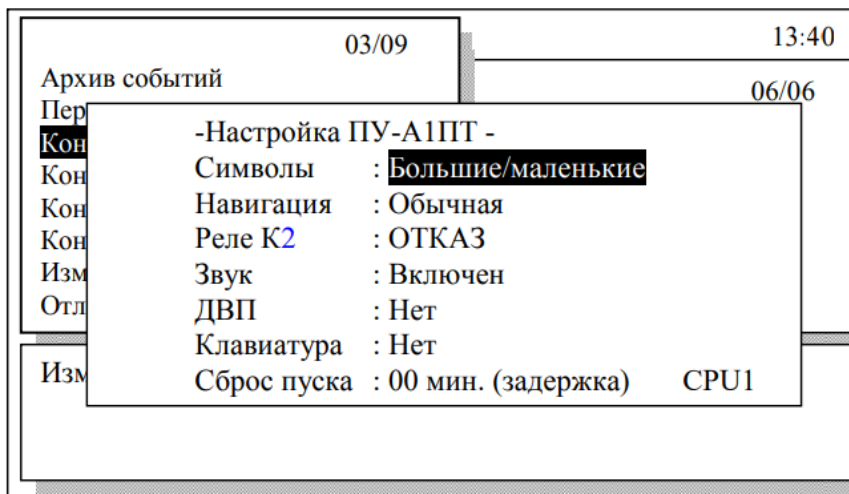 03/09
13:40
Архив событий
06/06
Пер
Кон
Кон
Кон
Кон
Изм
Отл
-Настройка ПУ-А1ПТ -
Символы : Большие/маленькие
Навигация : Обычная
Реле К2 : ОТКАЗ
Звук : Включен
ДВП : Нет
Клавиатура : Нет
Сброс пуска : 00 мин. (задержка) CPU1
Изм